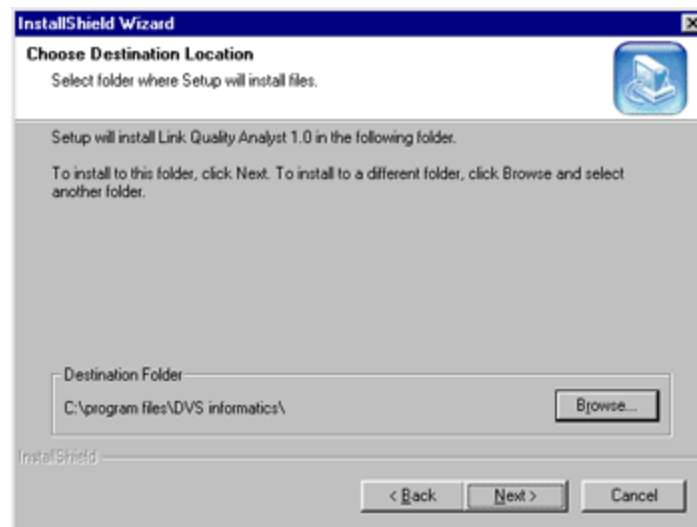 InstallShield Wizard
Choose Destination Location
Select folder where Setup will install files.
Setup will install Link Quality Analyst 1.0 in the following folder.
To install to this folder, click Next. To install to a different folder, click Browse and select
another folder.
Destination Folder
C:\program files\DVS informatics\
Browse...
InstallShield
< Back
Next >
Cancel